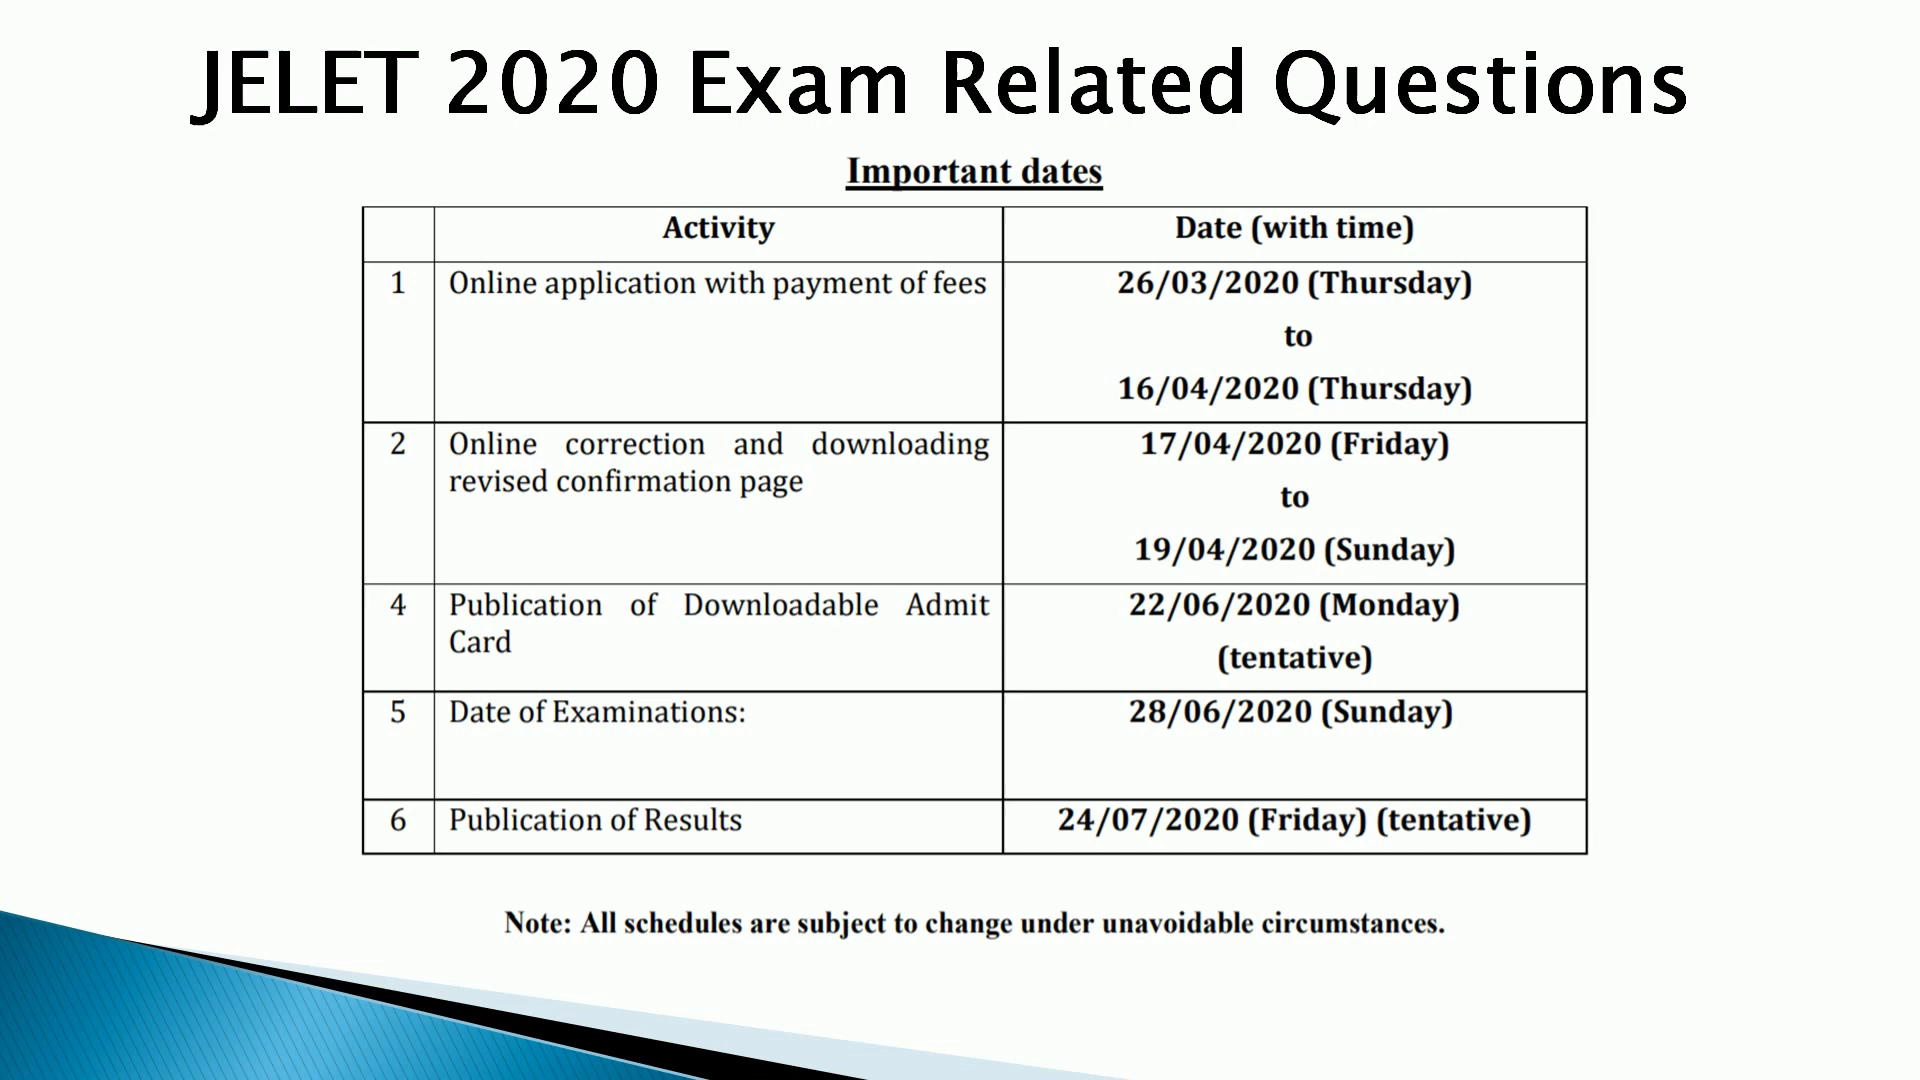 JELET 2020 Exam Related Questions
Important dates
Activity
Date (with time)
1
Online application with payment of fees
26/03/2020 (Thursday)
to
16/04/2020 (Thursday)
2
Online correction and downloading
revised confirmation page
17/04/2020 (Friday)
to
19/04/2020 (Sunday)
4
Publication of Downloadable Admit
Card
22/06/2020 (Monday)
(tentative)
5
Date of Examinations:
28/06/2020 (Sunday)
6
Publication of Results
24/07/2020 (Friday) (tentative)
Note: All schedules are subject to change under unavoidable circumstances.